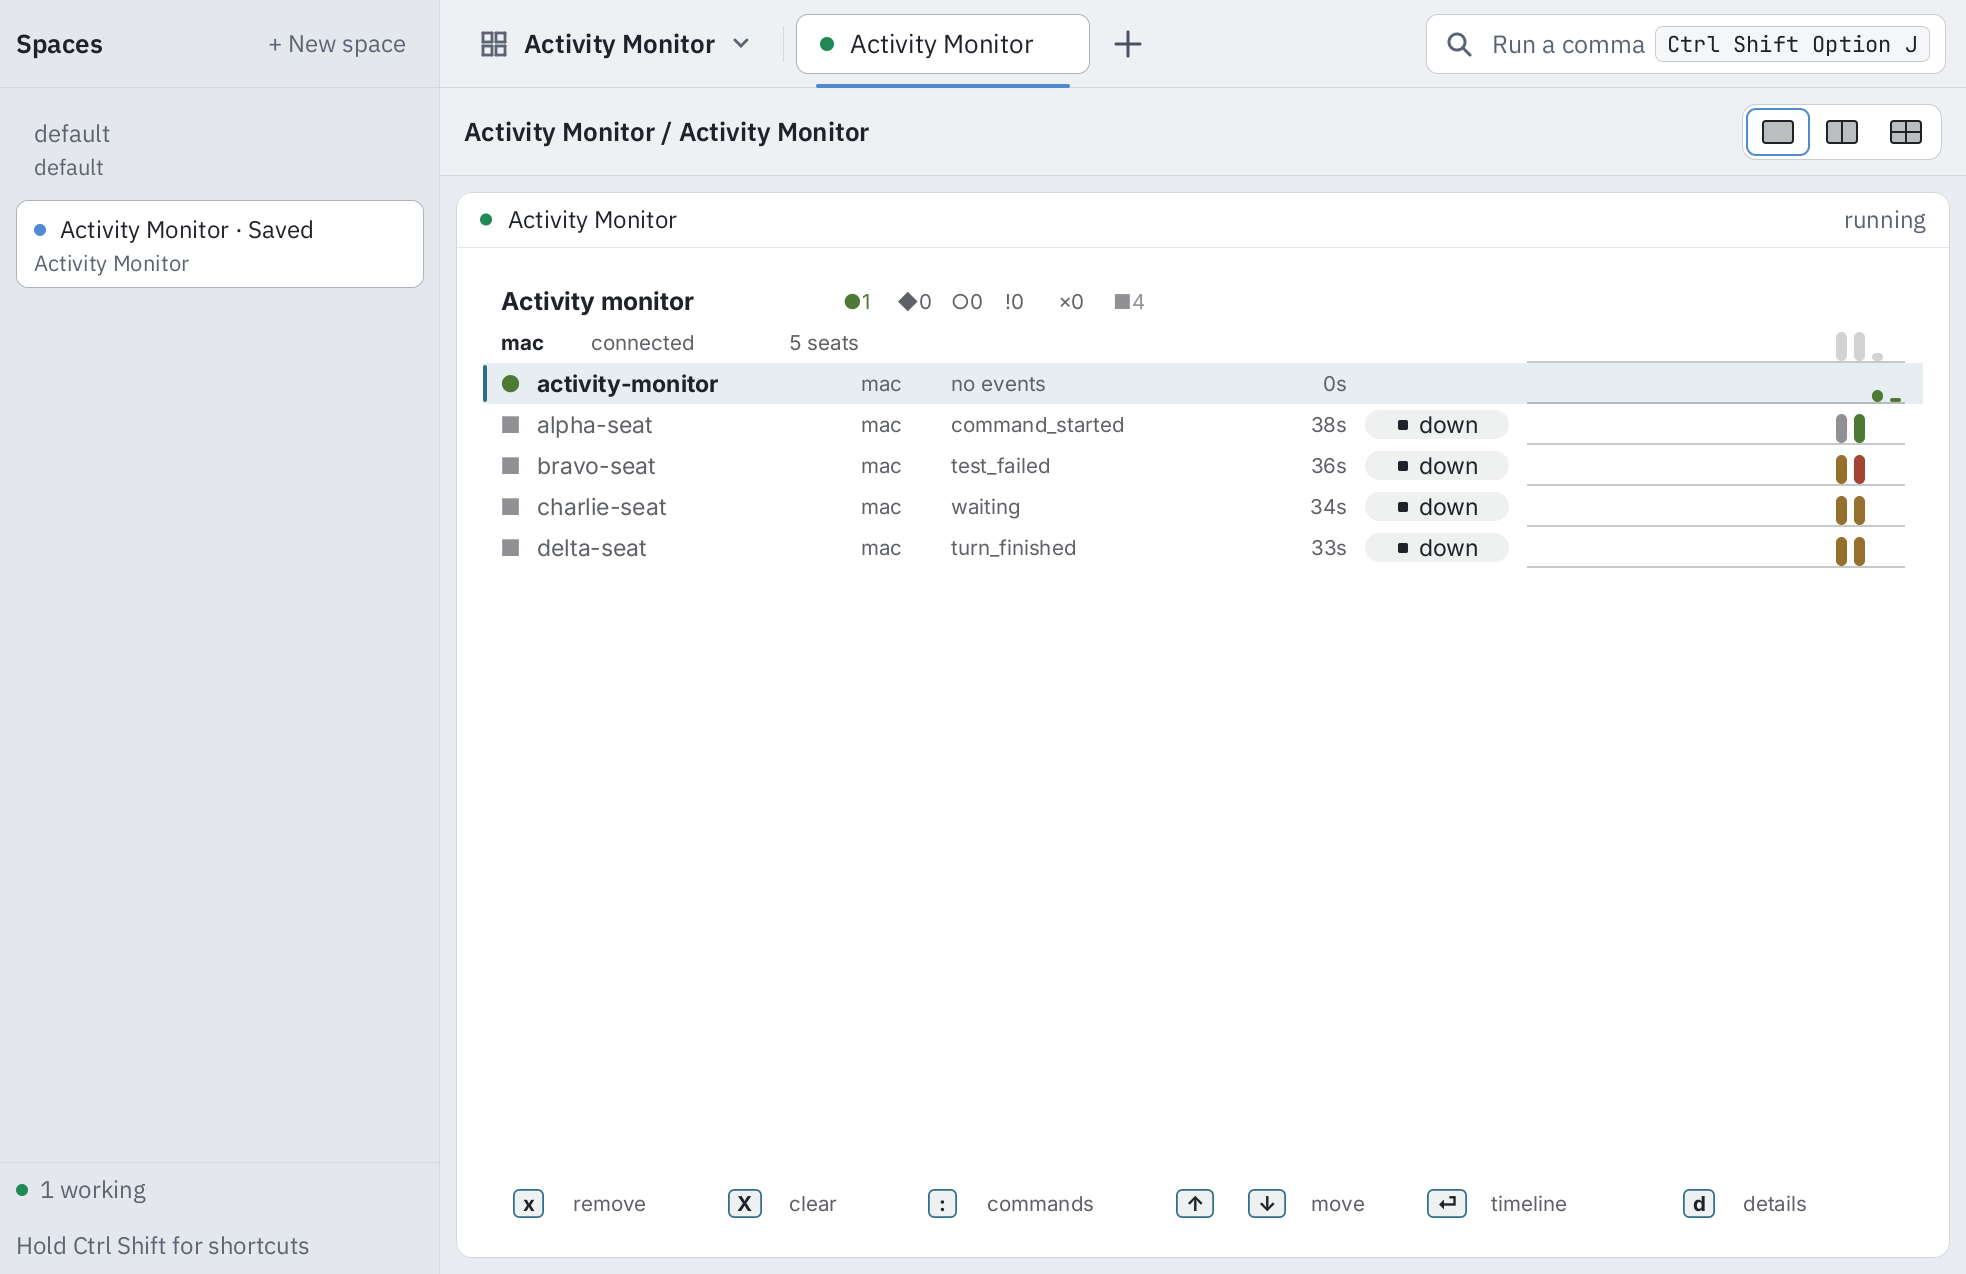 Spaces
+ New space
default
default
Activity Monitor · Saved
Activity Monitor
1 working
Hold Ctrl Shift for shortcuts
Activity Monitor
Activity Monitor
Run a comma
Ctrl Shift Option J
Activity Monitor / Activity Monitor
Activity Monitor
running
Activity monitor 1 0 0 !0 ×0 4
mac connected 5 seats
activity-monitor mac no events 0s
alpha-seat mac command_started 38s down
bravo-seat mac test_failed 36s down
charlie-seat mac waiting 34s down
delta-seat mac turn_finished 33s down
x remove X clear : commands ↑ ↓ move ↵ timeline d details